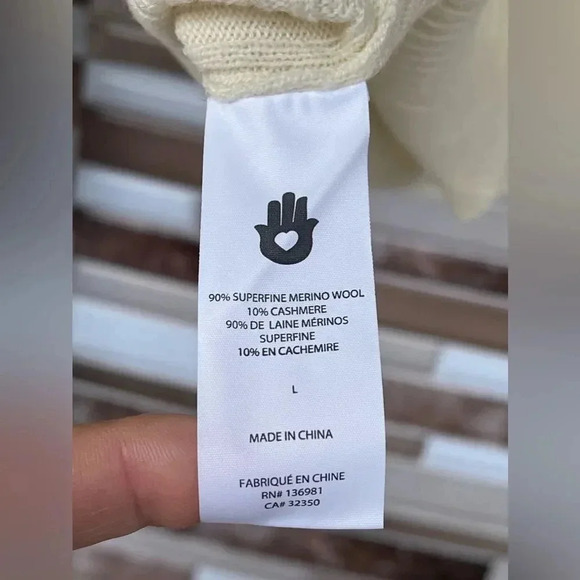 90% SUPERFINE MERINO WOOL
10% CASHMERE
90% DE LAINE MÉRINOS
SUPERFINE
10% EN CACHEMIRE
L
MADE IN CHINA
FABRIQUÉ EN CHINE
RN# 136981
CA# 32350